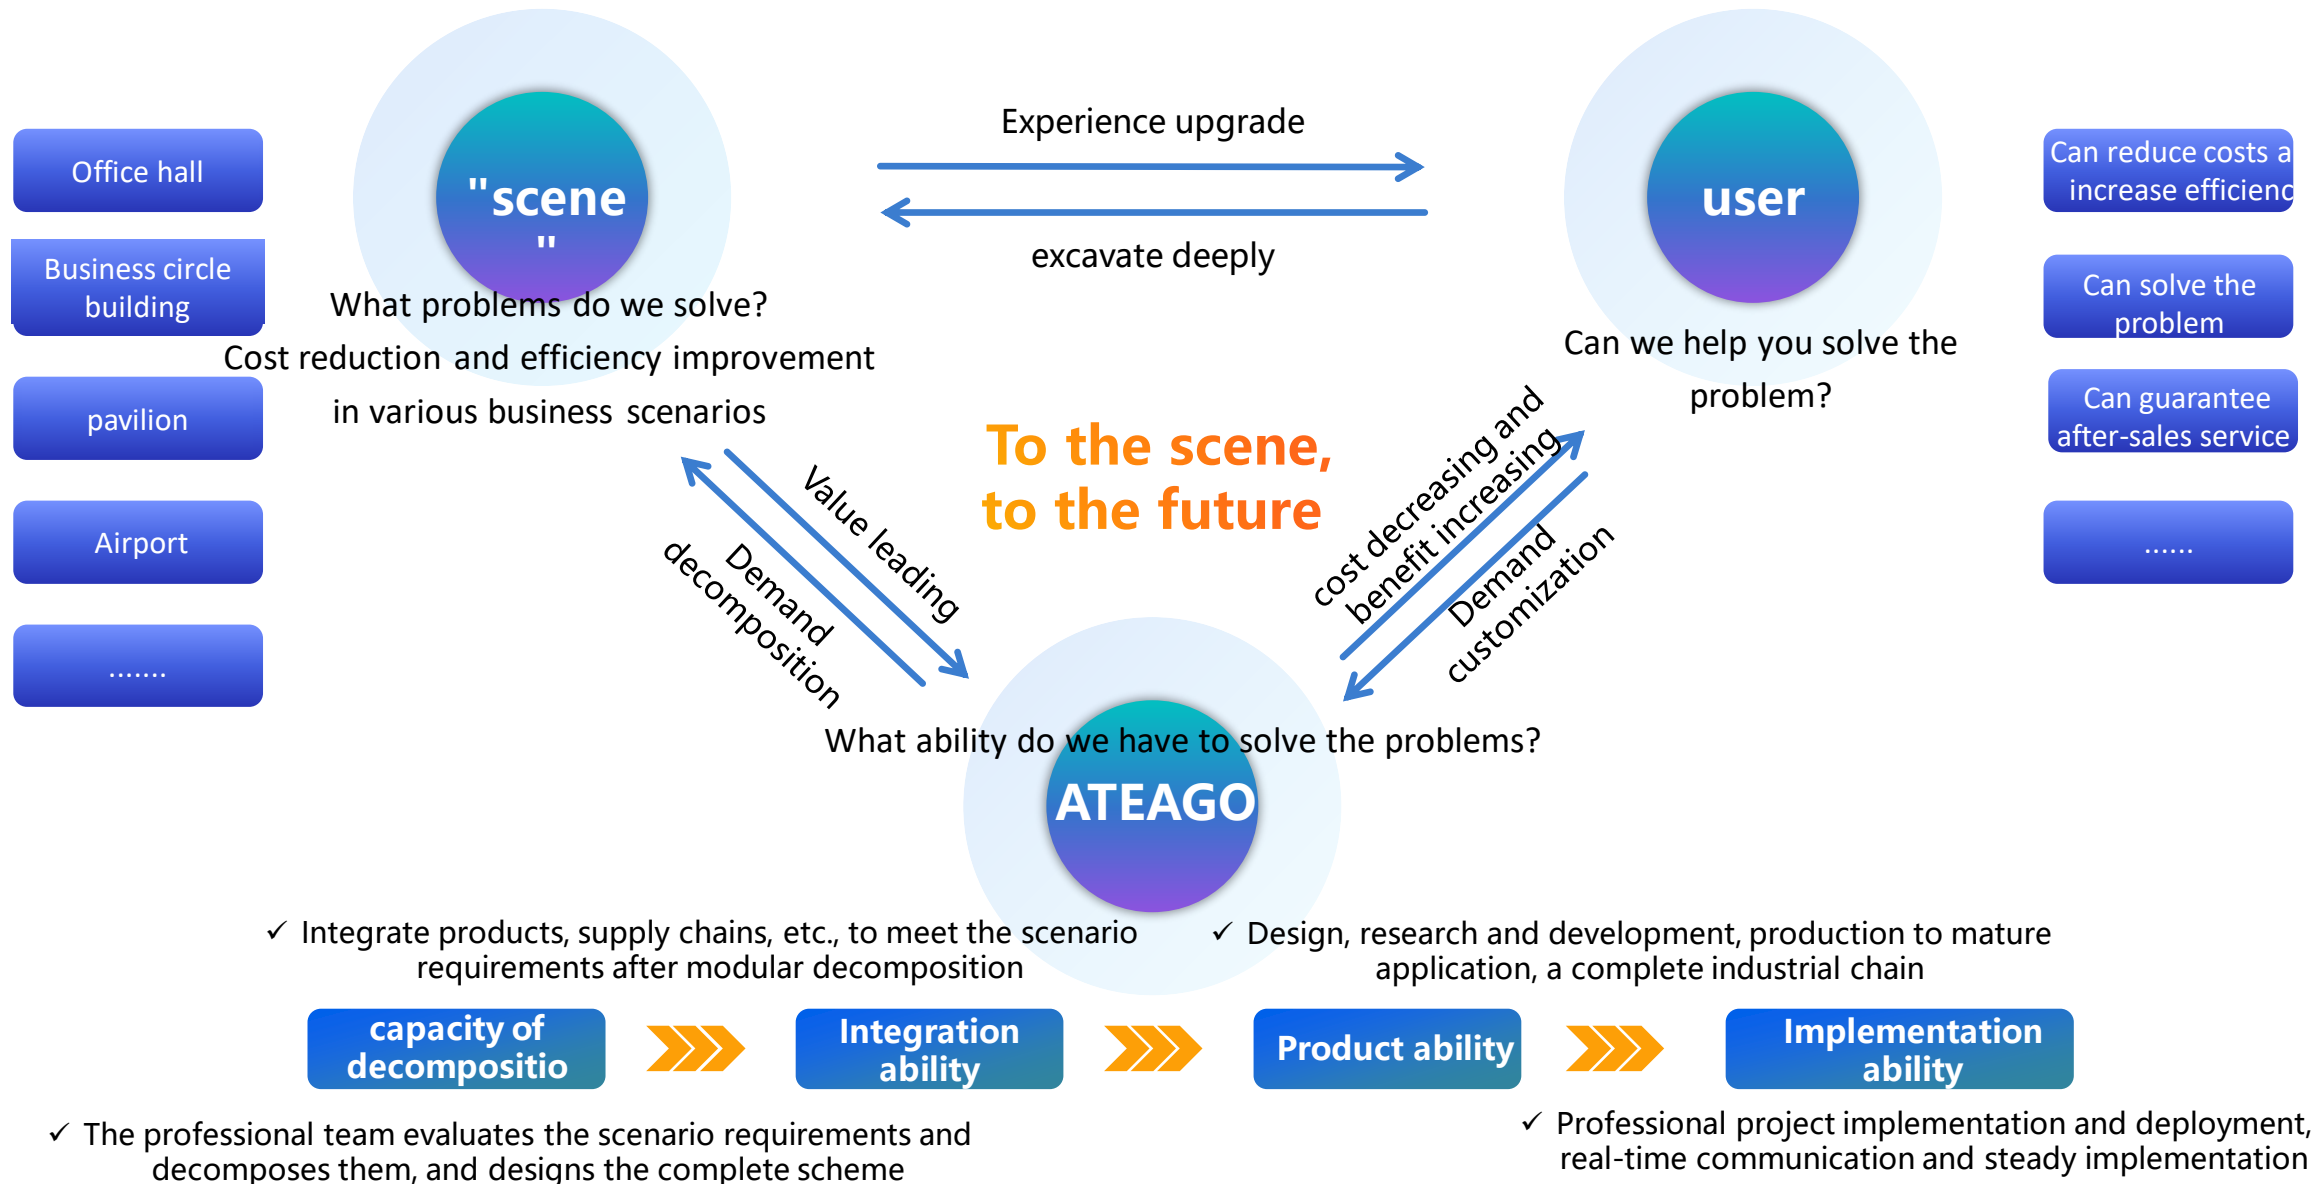 Office hall
Business circle
building
pavilion
Airport
.......
"scene
"
What problems do we solve?
Cost reduction and efficiency improvement
in various business scenarios
Experience upgrade
excavate deeply
user
Can we help you solve the
problem?
Can reduce costs a
increase efficienc
Can solve the
problem
Can guarantee
after-sales service
......
To the scene,
to the future
Value leading
Demand
decomposition
cost decreasing and
benefit increasing
Demand
customization
What ability do we have to solve the problems?
ATEAGO
✓ Integrate products, supply chains, etc., to meet the scenario
requirements after modular decomposition
✓ Design, research and development, production to mature
application, a complete industrial chain
capacity of
decompositio
Integration
ability
Product ability
Implementation
ability
✓ The professional team evaluates the scenario requirements and
decomposes them, and designs the complete scheme
✓ Professional project implementation and deployment,
real-time communication and steady implementation